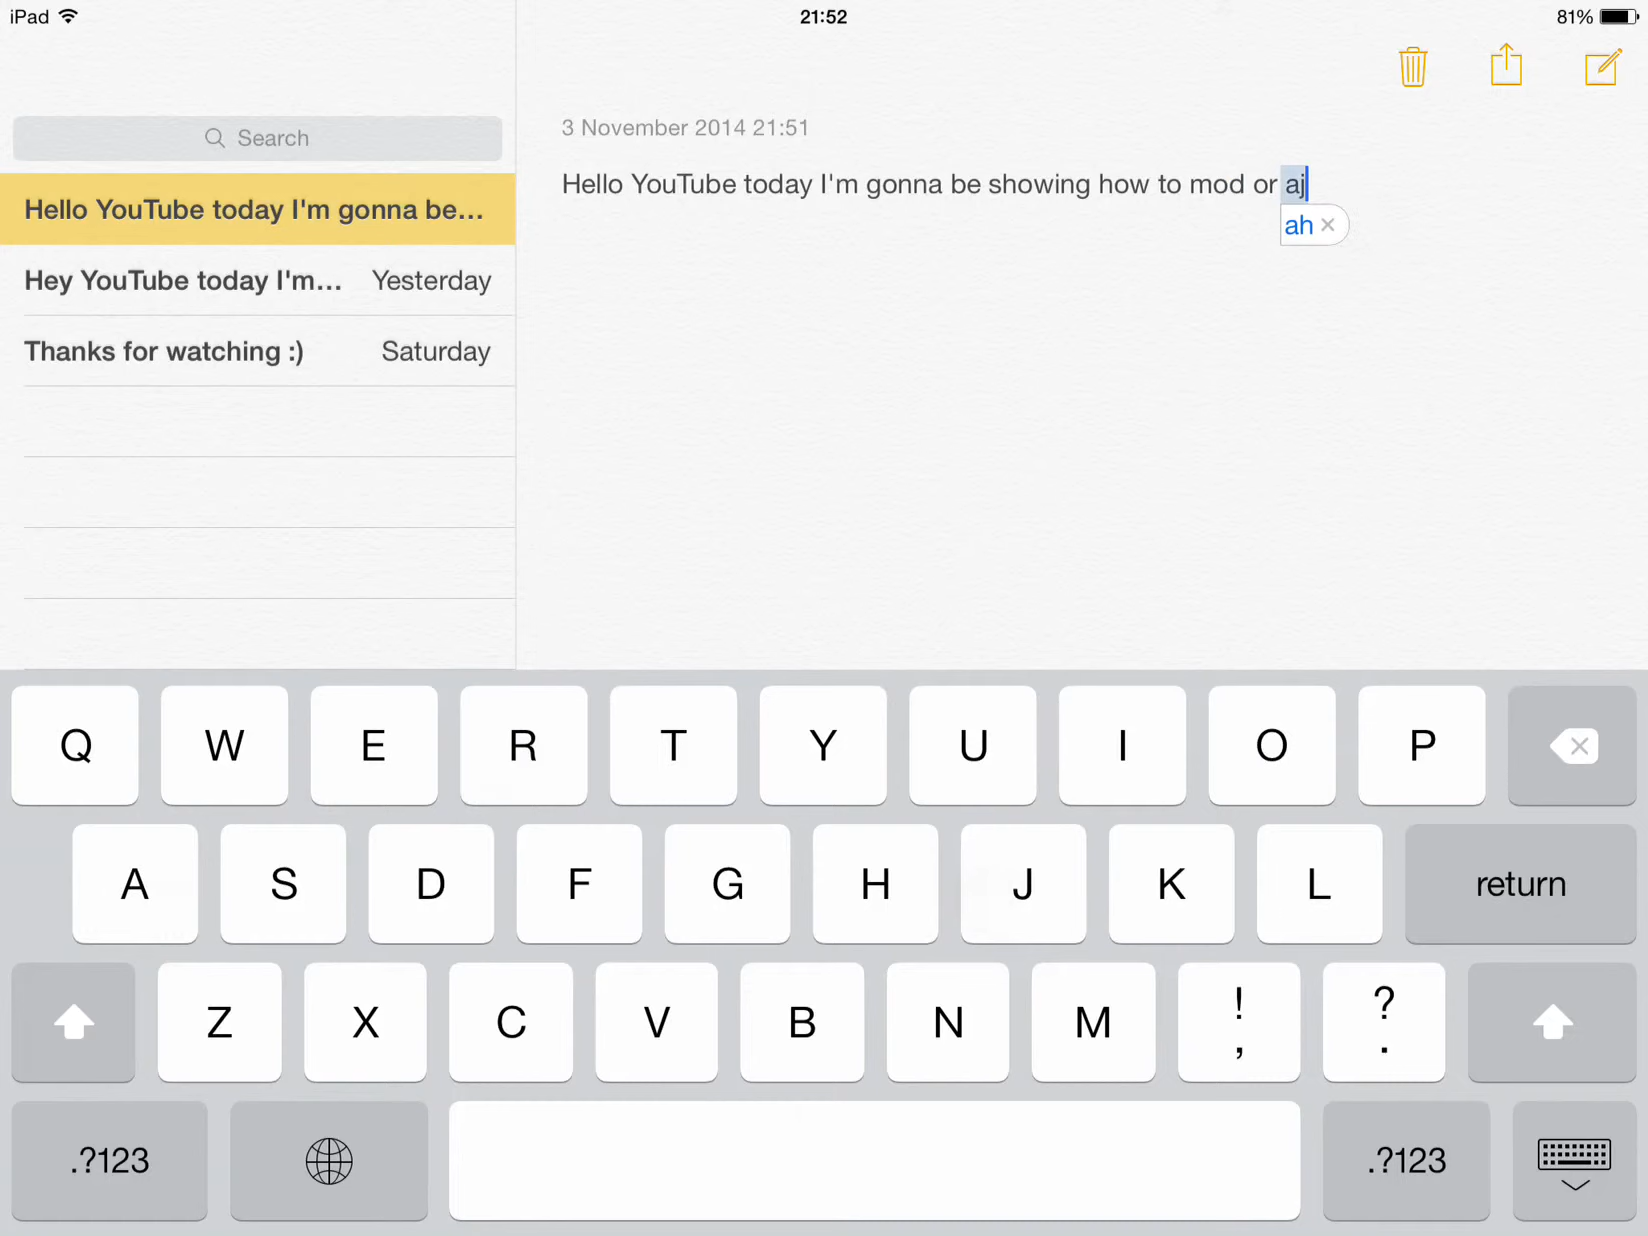 iPad
21:52
81%
Search
3 November 2014 21:51
Hello YouTube today I'm gonna be showing how to mod or aj
ah
Hello YouTube today I'm gonna be...
Hey YouTube today I'm... Yesterday
Thanks for watching :) Saturday
Q W E R T Y U I O P
A S D F G H J K L return
Z X C V B N M ! , ? .
.?123 .?123